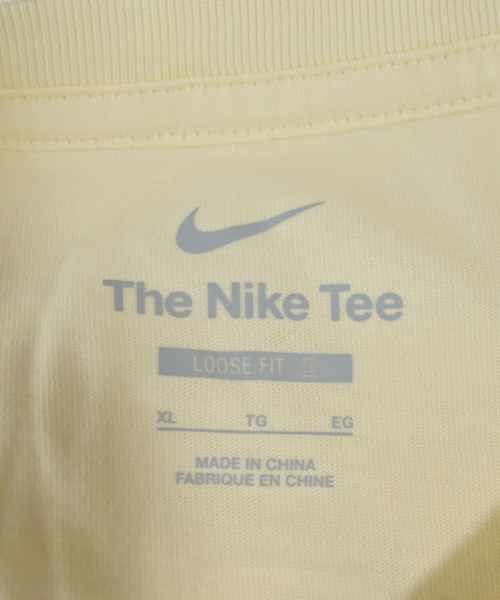 The Nike Tee
LOOSE FIT
XL TG EG
MADE IN CHINA
FABRIQUE EN CHINE